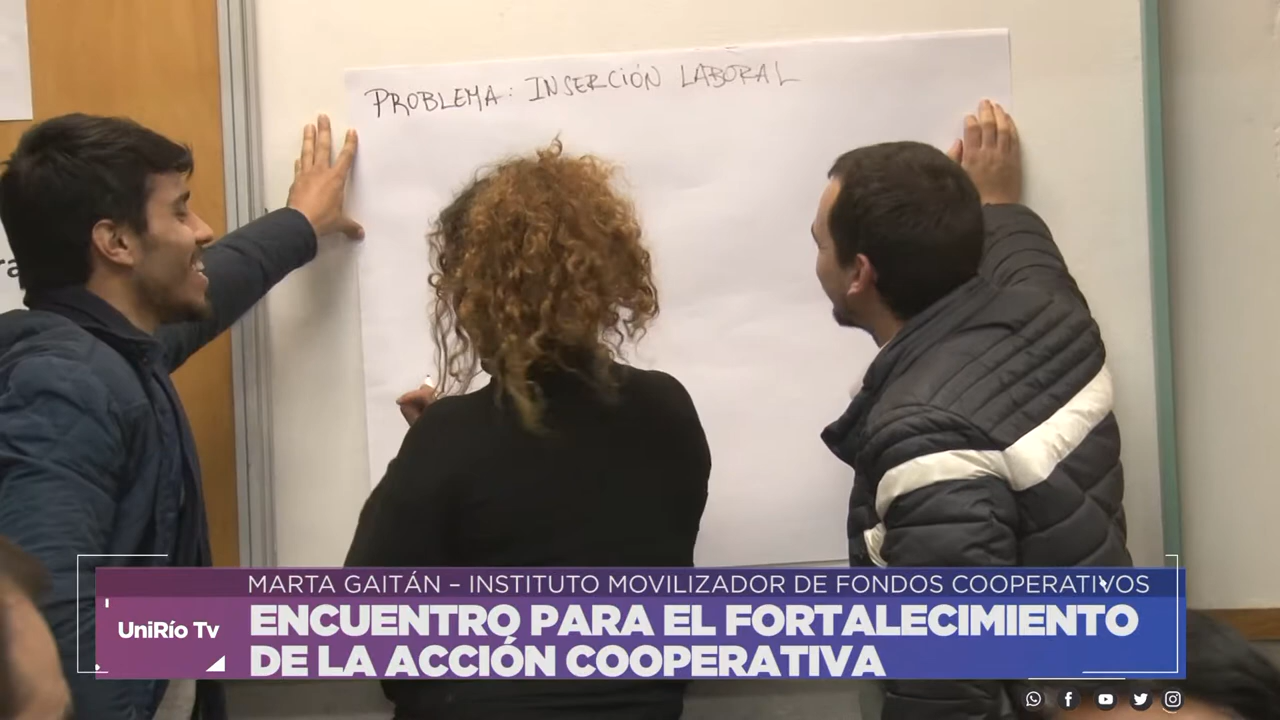 PROBLEMA: INSERCIÓN LABORAL
ra
MARTA GAITÁN – INSTITUTO MOVILIZADOR DE FONDOS COOPERATIVOS
UniRío Tv
ENCUENTRO PARA EL FORTALECIMIENTO
DE LA ACCIÓN COOPERATIVA